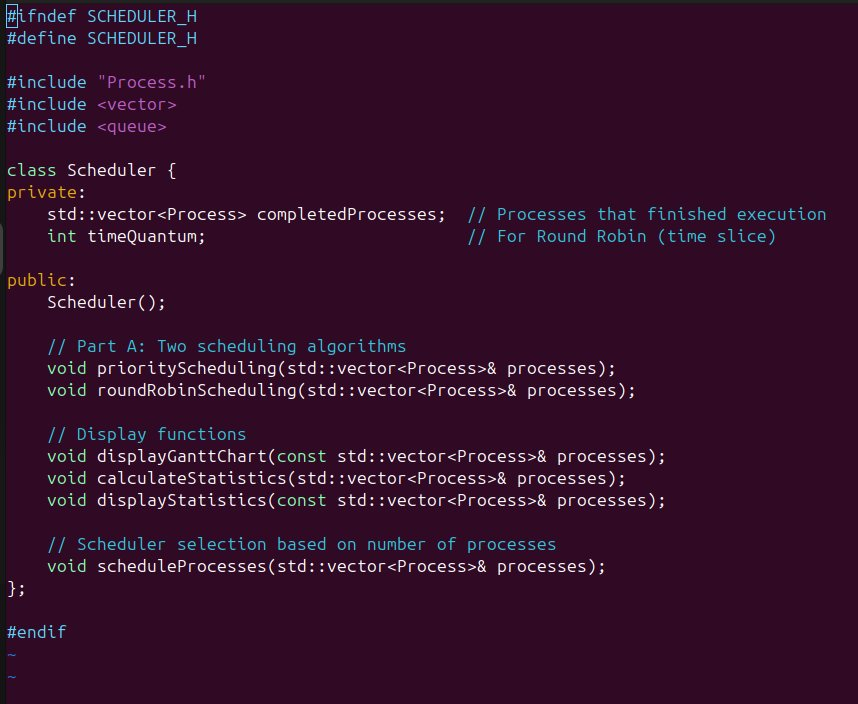 #ifndef SCHEDULER_H
#define SCHEDULER_H

#include "Process.h"
#include <vector>
#include <queue>

class Scheduler {
private:
    std::vector<Process> completedProcesses;  // Processes that finished execution
    int timeQuantum;                          // For Round Robin (time slice)

public:
    Scheduler();

    // Part A: Two scheduling algorithms
    void priorityScheduling(std::vector<Process>& processes);
    void roundRobinScheduling(std::vector<Process>& processes);

    // Display functions
    void displayGanttChart(const std::vector<Process>& processes);
    void calculateStatistics(std::vector<Process>& processes);
    void displayStatistics(const std::vector<Process>& processes);

    // Scheduler selection based on number of processes
    void scheduleProcesses(std::vector<Process>& processes);
};

#endif
~
~